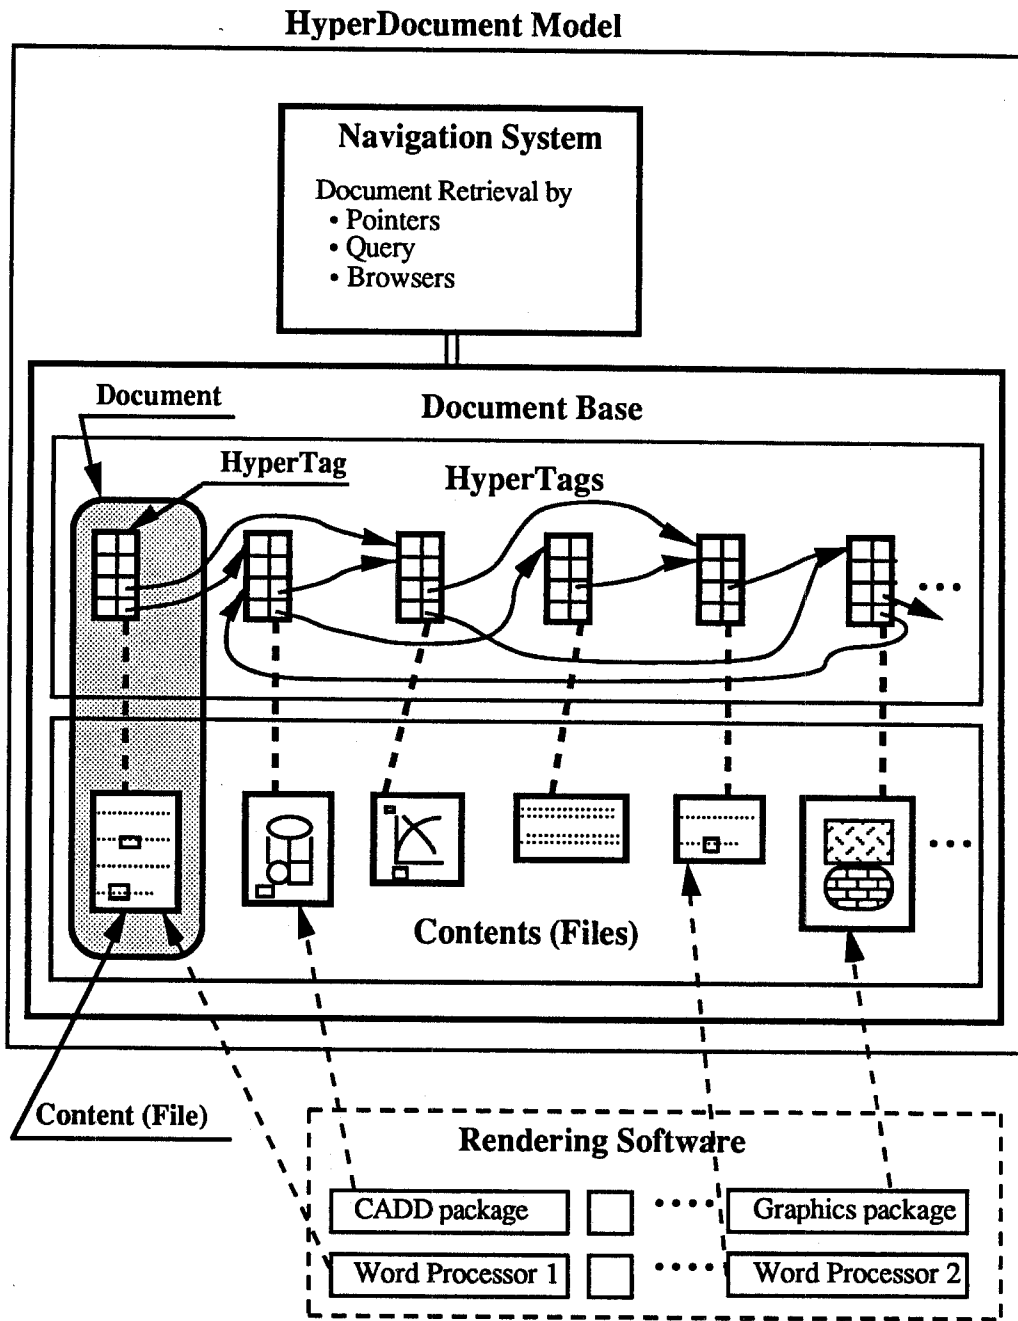 HyperDocument Model
Navigation System
Document Retrieval by
• Pointers
• Query
• Browsers
Document
Document Base
HyperTag
HyperTags
Contents (Files)
Content (File)
Rendering Software
CADD package
Graphics package
Word Processor 1
Word Processor 2